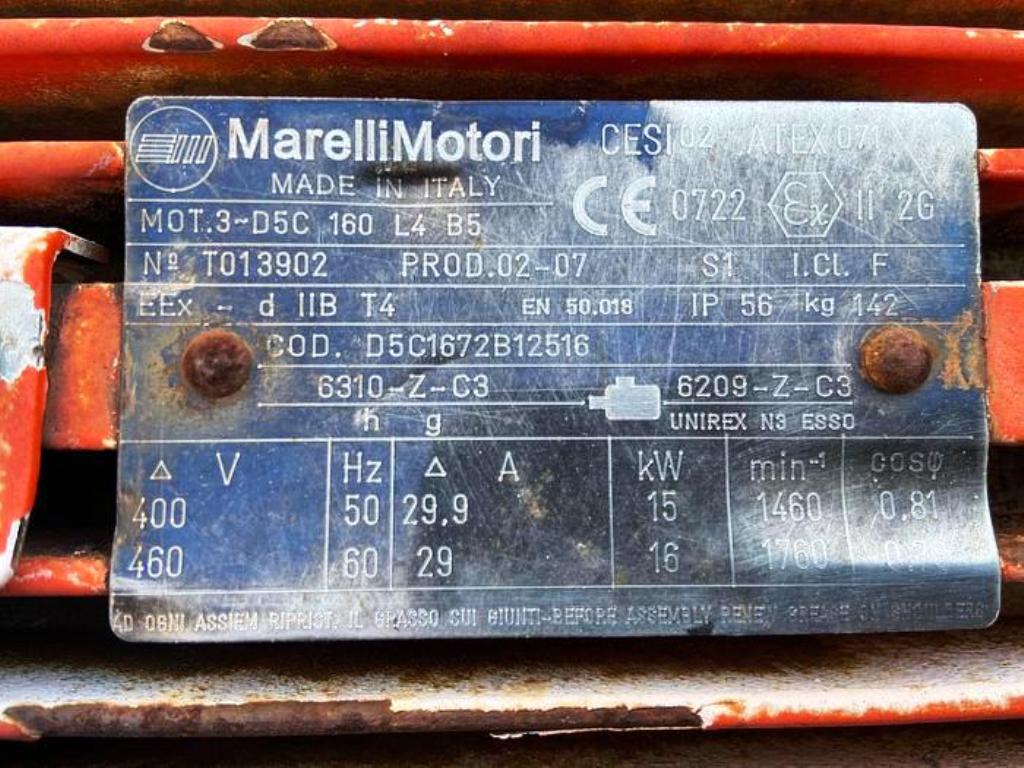 MarelliMotori CESI 02 ATEX 071
MADE IN ITALY
CE 0722 Ex II 2G
MOT.3~D5C 160 L4 B5
Nº T013902 PROD.02-07 S1 I.CL. F
EEx - d IIB T4 EN 50.018 IP 56 kg 142
COD. D5C1672B12516
6310-Z-C3 6209-Z-C3
h g UNIREX N3 ESSO
Δ V Hz Δ A kW min⁻¹ cosφ
400 50 29.9 15 1460 0.81
460 60 29 16 1760
AD OGNI ASSIEM RIPRIST. IL GRASSO SUI GIUNTI-BEFORE ASSEMBLY RENEW GREASE ON SHOULDERS